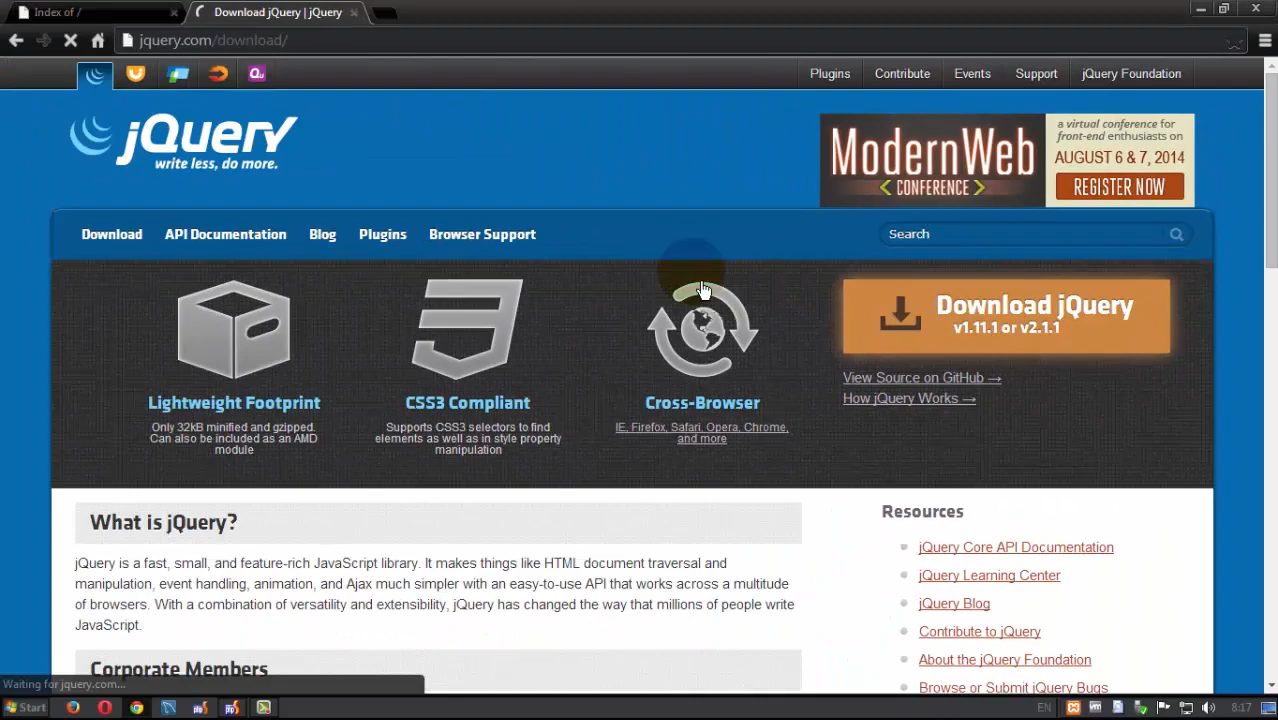 Index of /
Download jQuery | jQuery
jquery.com/download/
Qu
Plugins
Contribute
Events
Support
jQuery Foundation
jQuery
write less, do more.
ModernWeb
CONFERENCE
a virtual conference for
front-end enthusiasts on
AUGUST 6 & 7, 2014
REGISTER NOW
Download
API Documentation
Blog
Plugins
Browser Support
Search
Lightweight Footprint
Only 32kB minified and gzipped.
Can also be included as an AMD
module
CSS3 Compliant
Supports CSS3 selectors to find
elements as well as in style property
manipulation
Cross-Browser
IE, Firefox, Safari, Opera, Chrome,
and more
Download jQuery
v1.11.1 or v2.1.1
View Source on GitHub →
How jQuery Works →
What is jQuery?
jQuery is a fast, small, and feature-rich JavaScript library. It makes things like HTML document traversal and
manipulation, event handling, animation, and Ajax much simpler with an easy-to-use API that works across a multitude
of browsers. With a combination of versatility and extensibility, jQuery has changed the way that millions of people write
JavaScript.
Corporate Members
Resources
jQuery Core API Documentation
jQuery Learning Center
jQuery Blog
Contribute to jQuery
About the jQuery Foundation
Browse or Submit jQuery Bugs
Waiting for jquery.com...
Start
EN
8:17